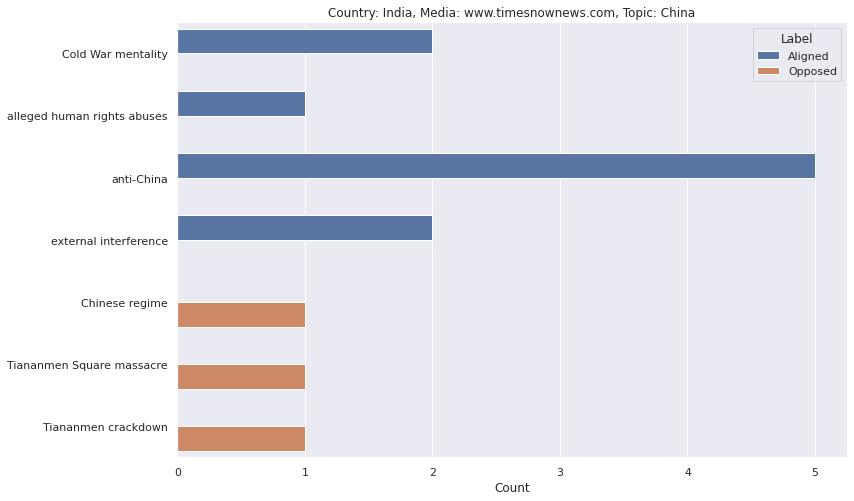 Country: India, Media: www.timesnownews.com, Topic: China
Label
Aligned
Opposed
Cold War mentality
alleged human rights abuses
anti-China
external interference
Chinese regime
Tiananmen Square massacre
Tiananmen crackdown
0 1 2 3 4 5
Count